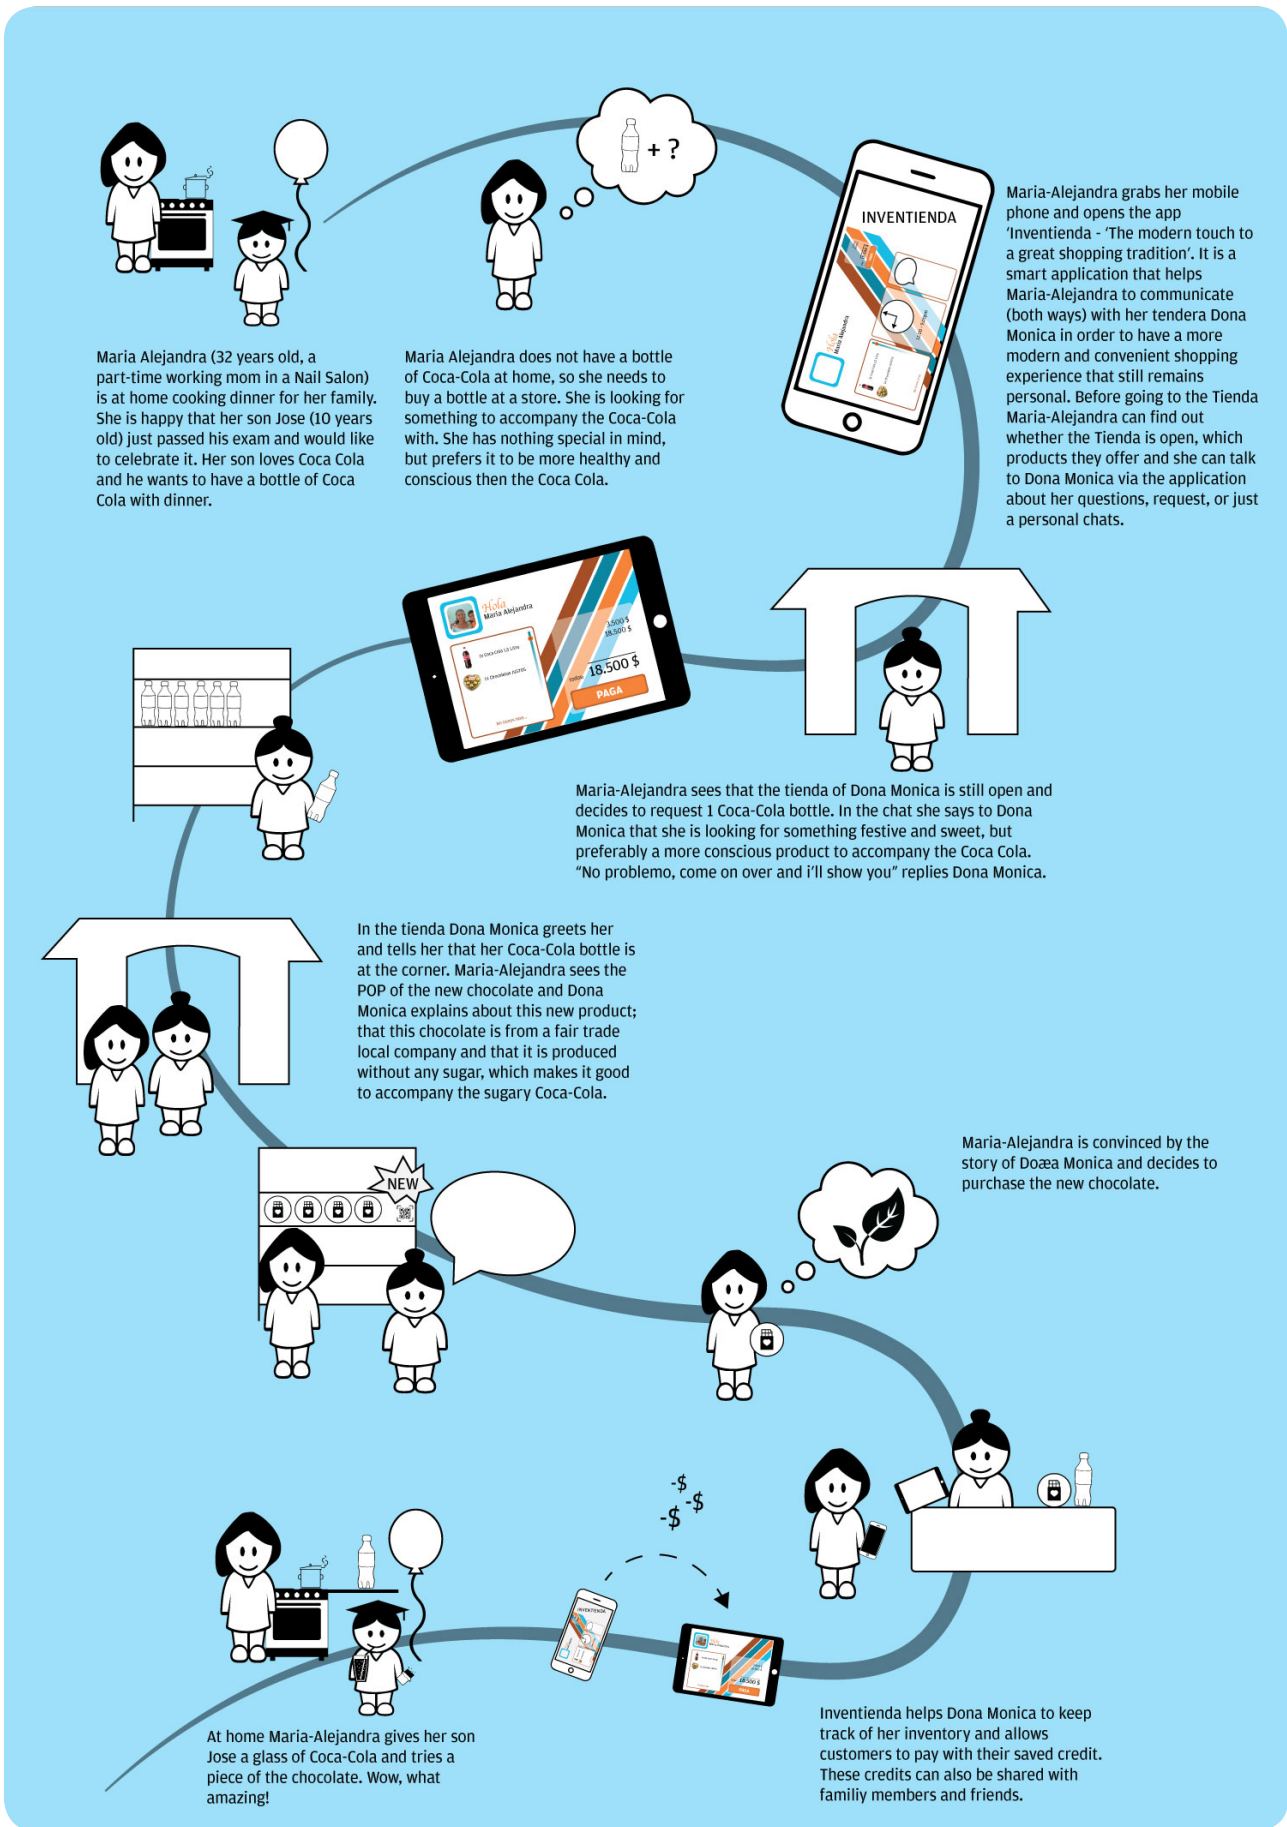 Maria Alejandra (32 years old, a
part-time working mom in a Nail Salon)
is at home cooking dinner for her family.
She is happy that her son Jose (10 years
old) just passed his exam and would like
to celebrate it. Her son loves Coca Cola
and he wants to have a bottle of Coca
Cola with dinner.
+ ?
Maria Alejandra does not have a bottle
of Coca-Cola at home, so she needs to
buy a bottle at a store. She is looking for
something to accompany the Coca-Cola
with. She has nothing special in mind,
but prefers it to be more healthy and
conscious then the Coca Cola.
INVENTIENDA
Hola
Maria Alejandra
Maria-Alejandra grabs her mobile
phone and opens the app
‘Inventienda - ‘The modern touch to
a great shopping tradition’. It is a
smart application that helps
Maria-Alejandra to communicate
(both ways) with her tendera Dona
Monica in order to have a more
modern and convenient shopping
experience that still remains
personal. Before going to the Tienda
Maria-Alejandra can find out
whether the Tienda is open, which
products they offer and she can talk
to Dona Monica via the application
about her questions, request, or just
a personal chats.
Hola
Maria Alejandra
3.500 $
18.500 $
18.500 $
PAGA
Maria-Alejandra sees that the tienda of Dona Monica is still open and
decides to request 1 Coca-Cola bottle. In the chat she says to Dona
Monica that she is looking for something festive and sweet, but
preferably a more conscious product to accompany the Coca Cola.
“No problemo, come on over and i’ll show you” replies Dona Monica.
In the tienda Dona Monica greets her
and tells her that her Coca-Cola bottle is
at the corner. Maria-Alejandra sees the
POP of the new chocolate and Dona
Monica explains about this new product;
that this chocolate is from a fair trade
local company and that it is produced
without any sugar, which makes it good
to accompany the sugary Coca-Cola.
NEW
Maria-Alejandra is convinced by the
story of Doæa Monica and decides to
purchase the new chocolate.
-$
-$
-$
INVENTIENDA
Hola
18.500 $
PAGA
Inventienda helps Dona Monica to keep
track of her inventory and allows
customers to pay with their saved credit.
These credits can also be shared with
familiy members and friends.
At home Maria-Alejandra gives her son
Jose a glass of Coca-Cola and tries a
piece of the chocolate. Wow, what
amazing!